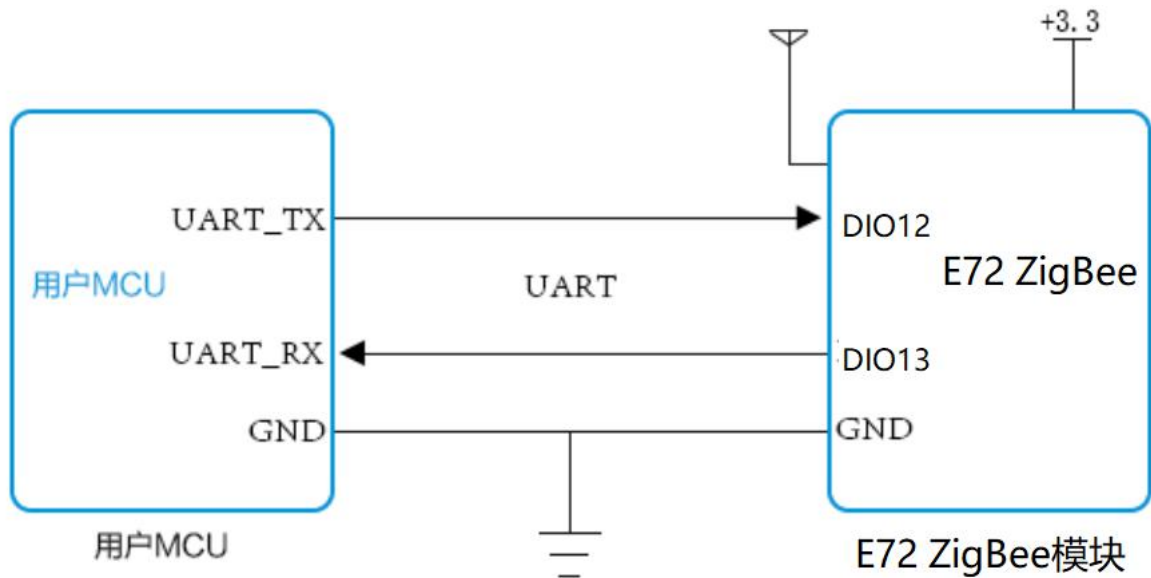 +3.3
UART_TX
DIO12
用户MCU
UART
E72 ZigBee
UART_RX
DIO13
GND
GND
用户MCU
E72 ZigBee模块